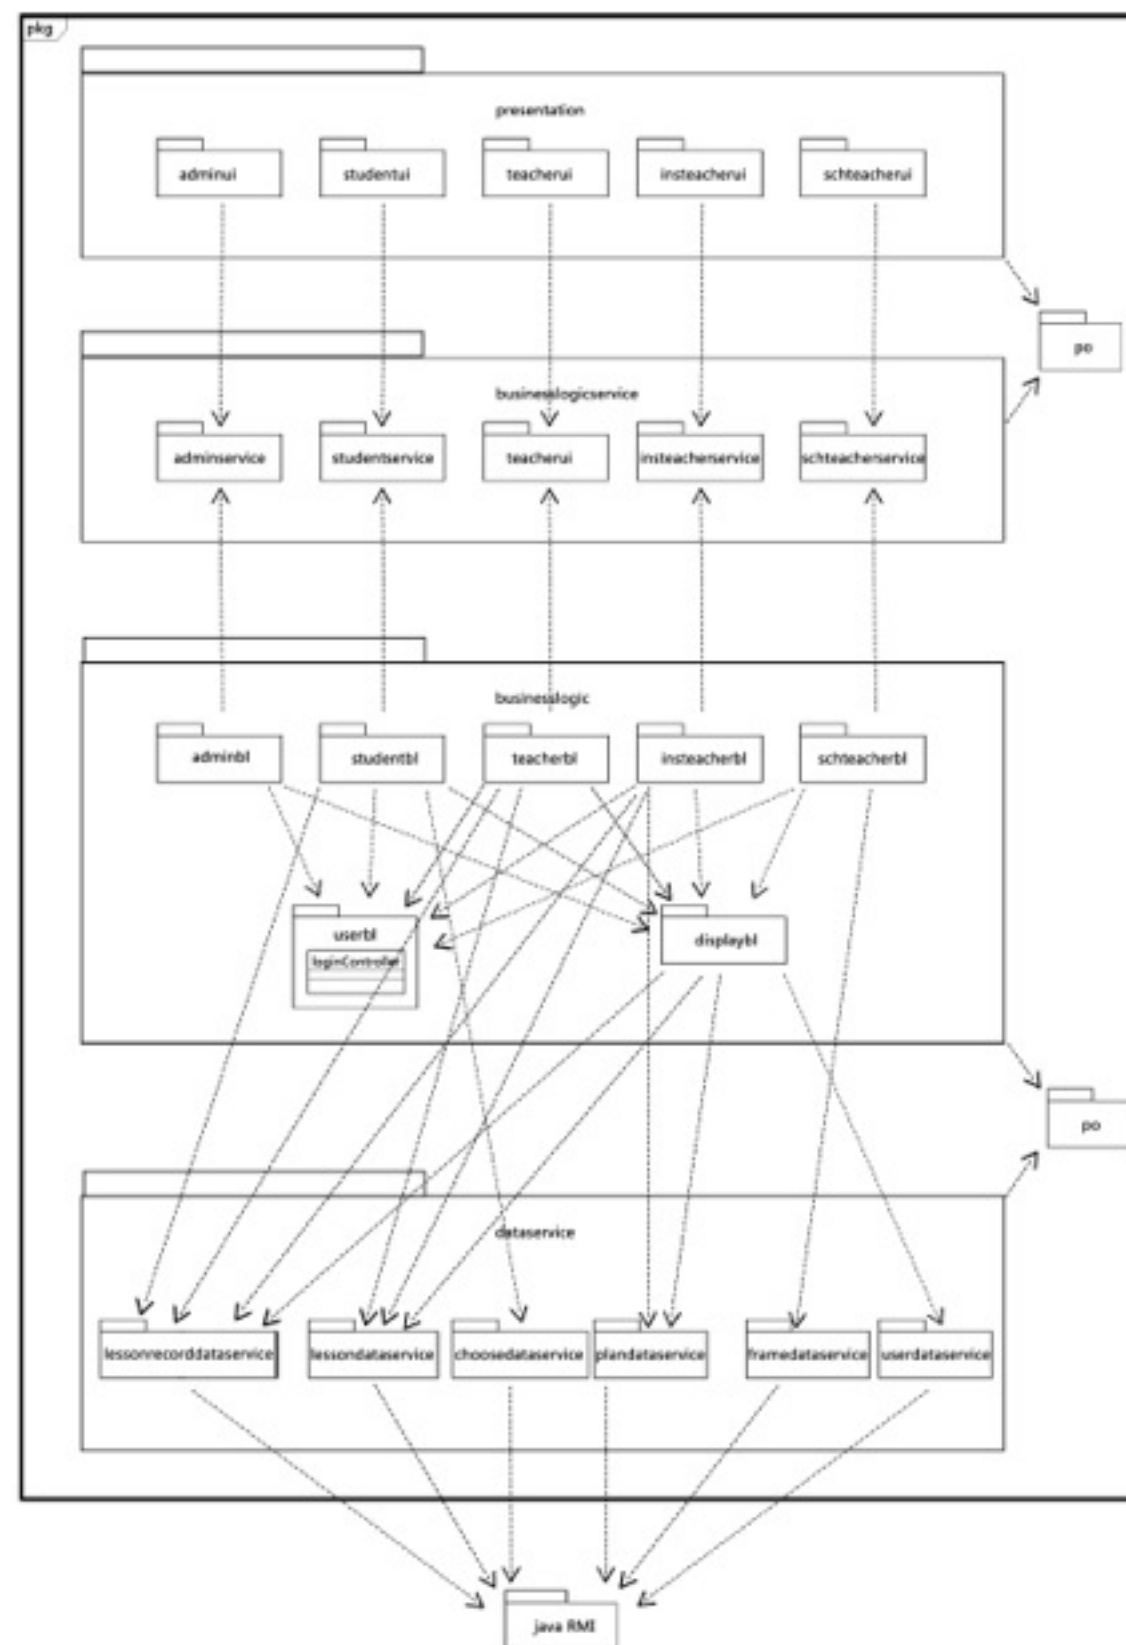 pkg
presentation
adminui
studentui
teacherui
insteacherui
schteacherui
po
businesslogicservice
adminservice
studentservice
teacherui
insteacherservice
schteacherservice
businesslogic
adminbl
studentbl
teacherbl
insteacherbl
schteacherbl
userbl
loginController
displaybl
po
dataservice
lessonrecorddataservice
lessondataservice
choosedataservice
plandataservice
framedataservice
userdataservice
java RMI